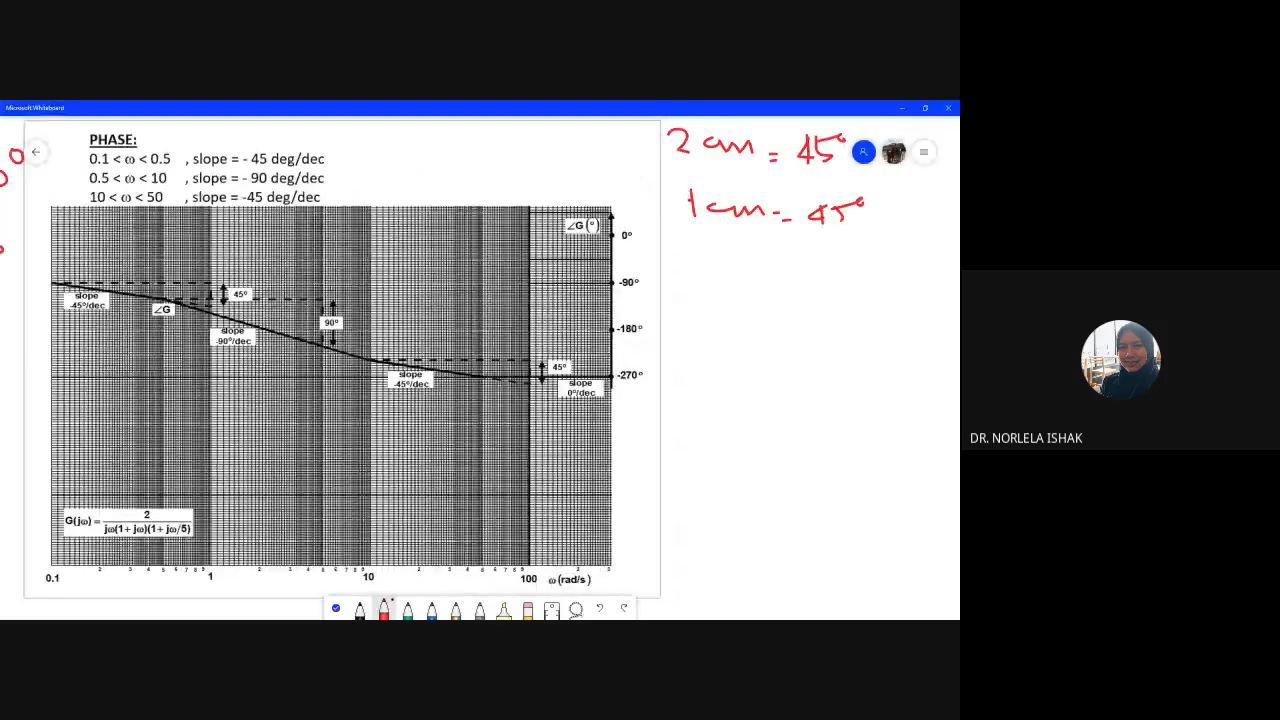 Microsoft Whiteboard
PHASE:
0.1 < ω < 0.5 , slope = - 45 deg/dec
0.5 < ω < 10 , slope = - 90 deg/dec
10 < ω < 50 , slope = -45 deg/dec
2 cm = 45°
1 cm = 45°
∠G(°)
0°
-90°
-180°
-270°
slope
-45°/dec
45°
∠G
slope
-90°/dec
90°
slope
-45°/dec
45°
slope
0°/dec
G(jω) = 2 / jω(1+ jω)(1+ jω/5)
0.1 1 10 100 ω(rad/s)
DR. NORLELA ISHAK